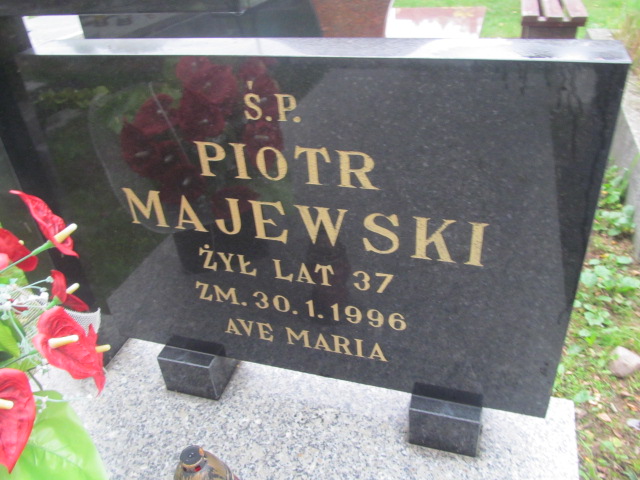 Ś.P.
PIOTR
MAJEWSKI
ŻYŁ LAT 37
ZM. 30.1.1996
AVE MARIA